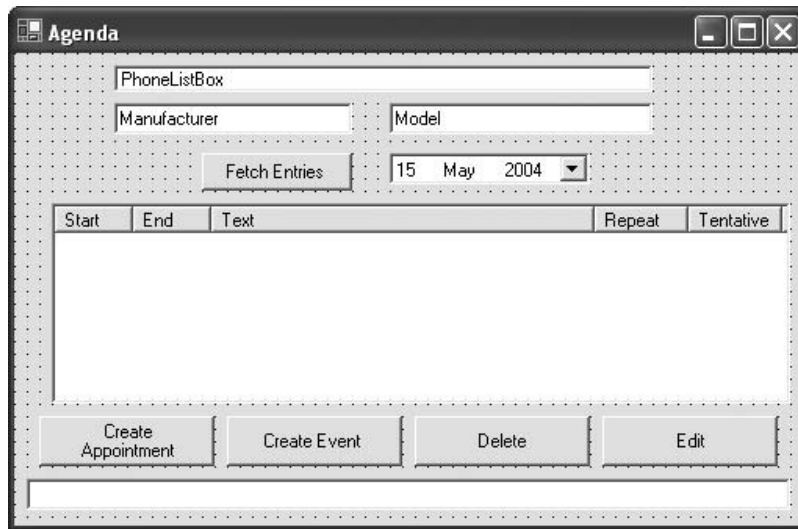 Agenda
PhoneListBox
Manufacturer Model
Fetch Entries 15 May 2004
Start End Text Repeat Tentative
Create
Appointment Create Event Delete Edit